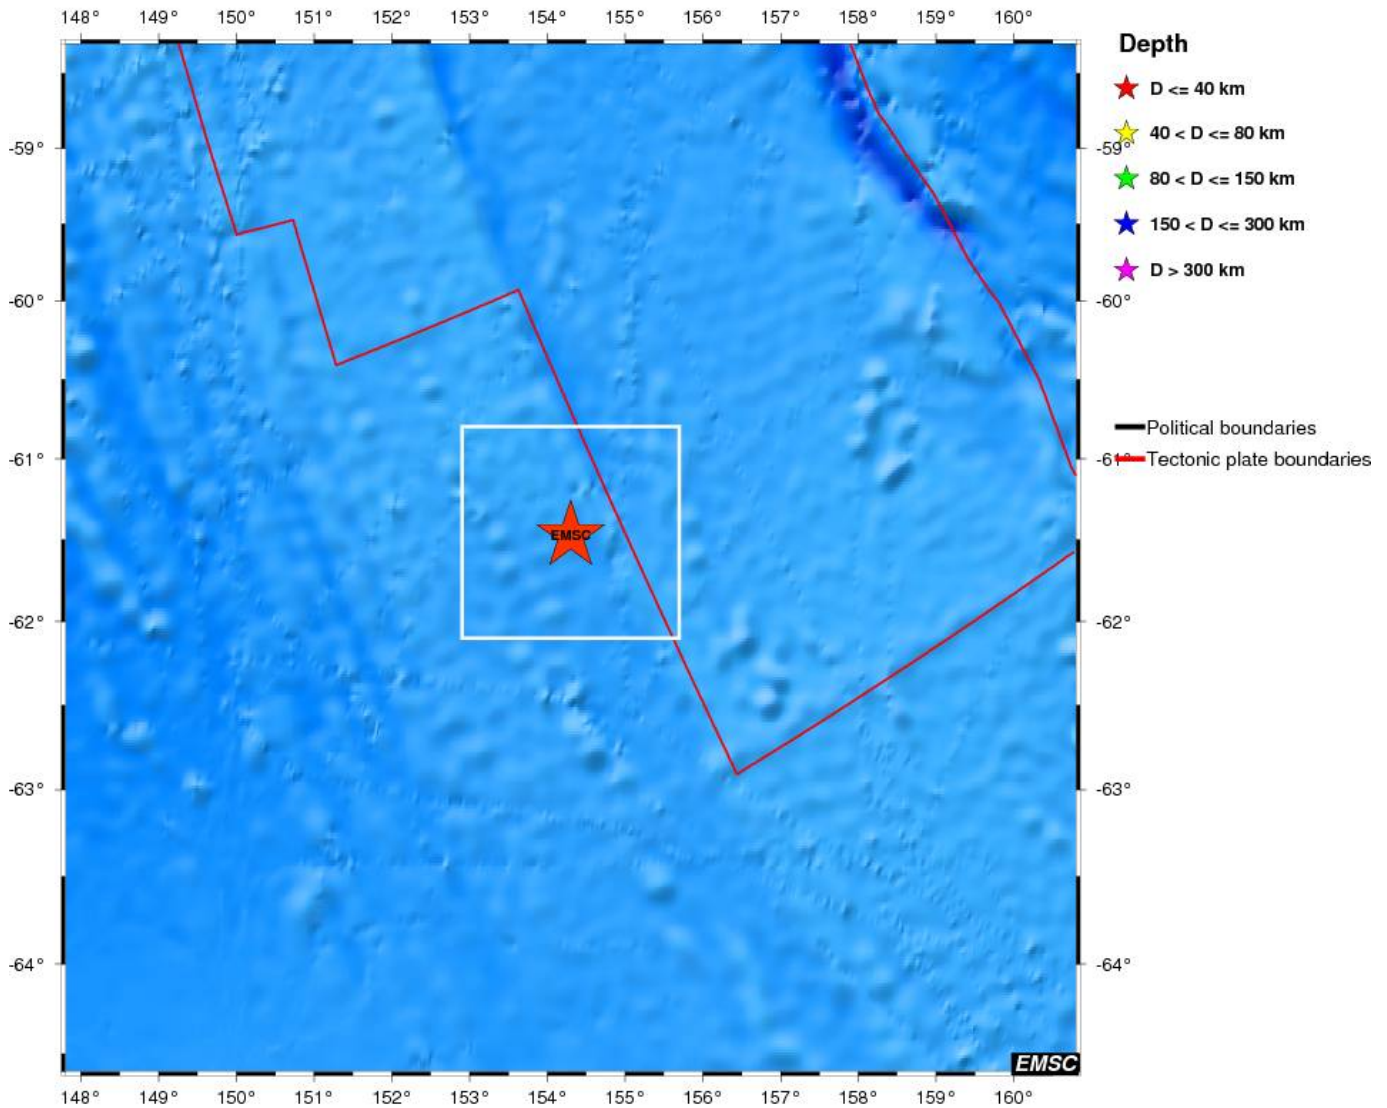 148° 149° 150° 151° 152° 153° 154° 155° 156° 157° 158° 159° 160°
Depth
D <= 40 km
40 < D <= 80 km
-59° -59°
80 < D <= 150 km
150 < D <= 300 km
D > 300 km
-60° -60°
Political boundaries
-61° -61° Tectonic plate boundaries
EMSC
-62° -62°
-63° -63°
-64° -64°
EMSC
148° 149° 150° 151° 152° 153° 154° 155° 156° 157° 158° 159° 160°